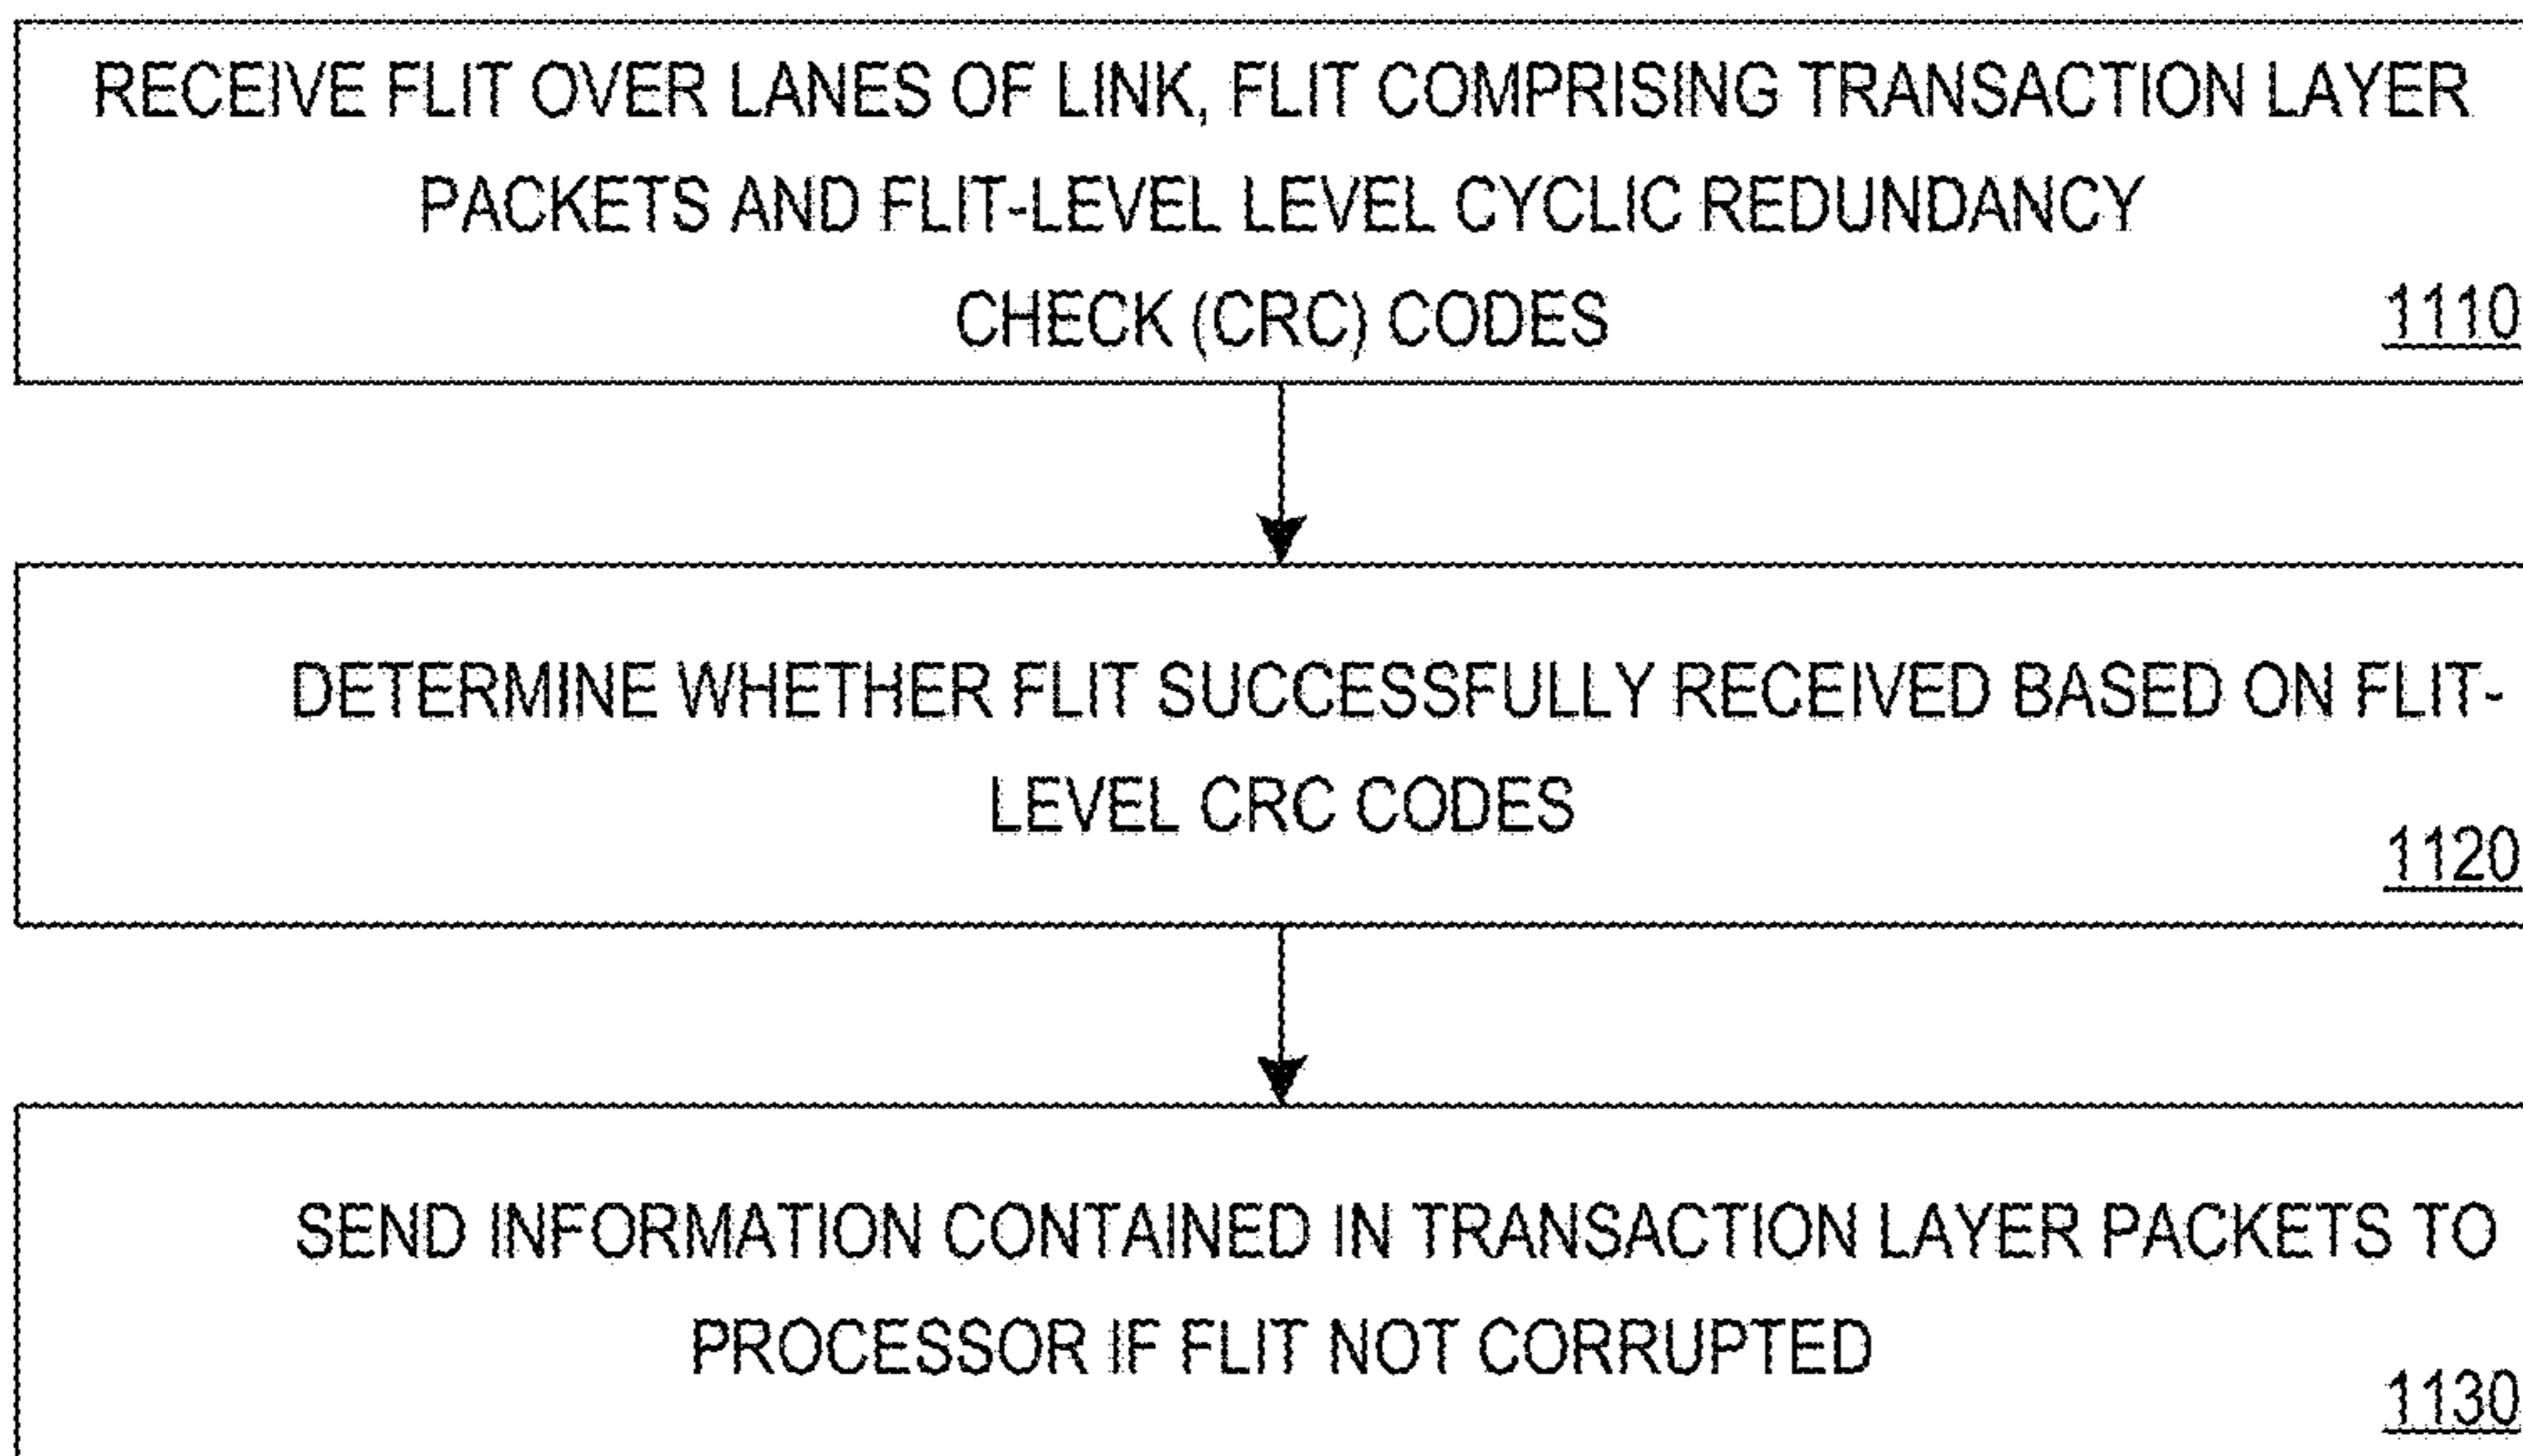 RECEIVE FLIT OVER LANES OF LINK, FLIT COMPRISING TRANSACTION LAYER
PACKETS AND FLIT-LEVEL LEVEL CYCLIC REDUNDANCY
CHECK (CRC) CODES
1110
DETERMINE WHETHER FLIT SUCCESSFULLY RECEIVED BASED ON FLIT-
LEVEL CRC CODES
1120
SEND INFORMATION CONTAINED IN TRANSACTION LAYER PACKETS TO
PROCESSOR IF FLIT NOT CORRUPTED
1130